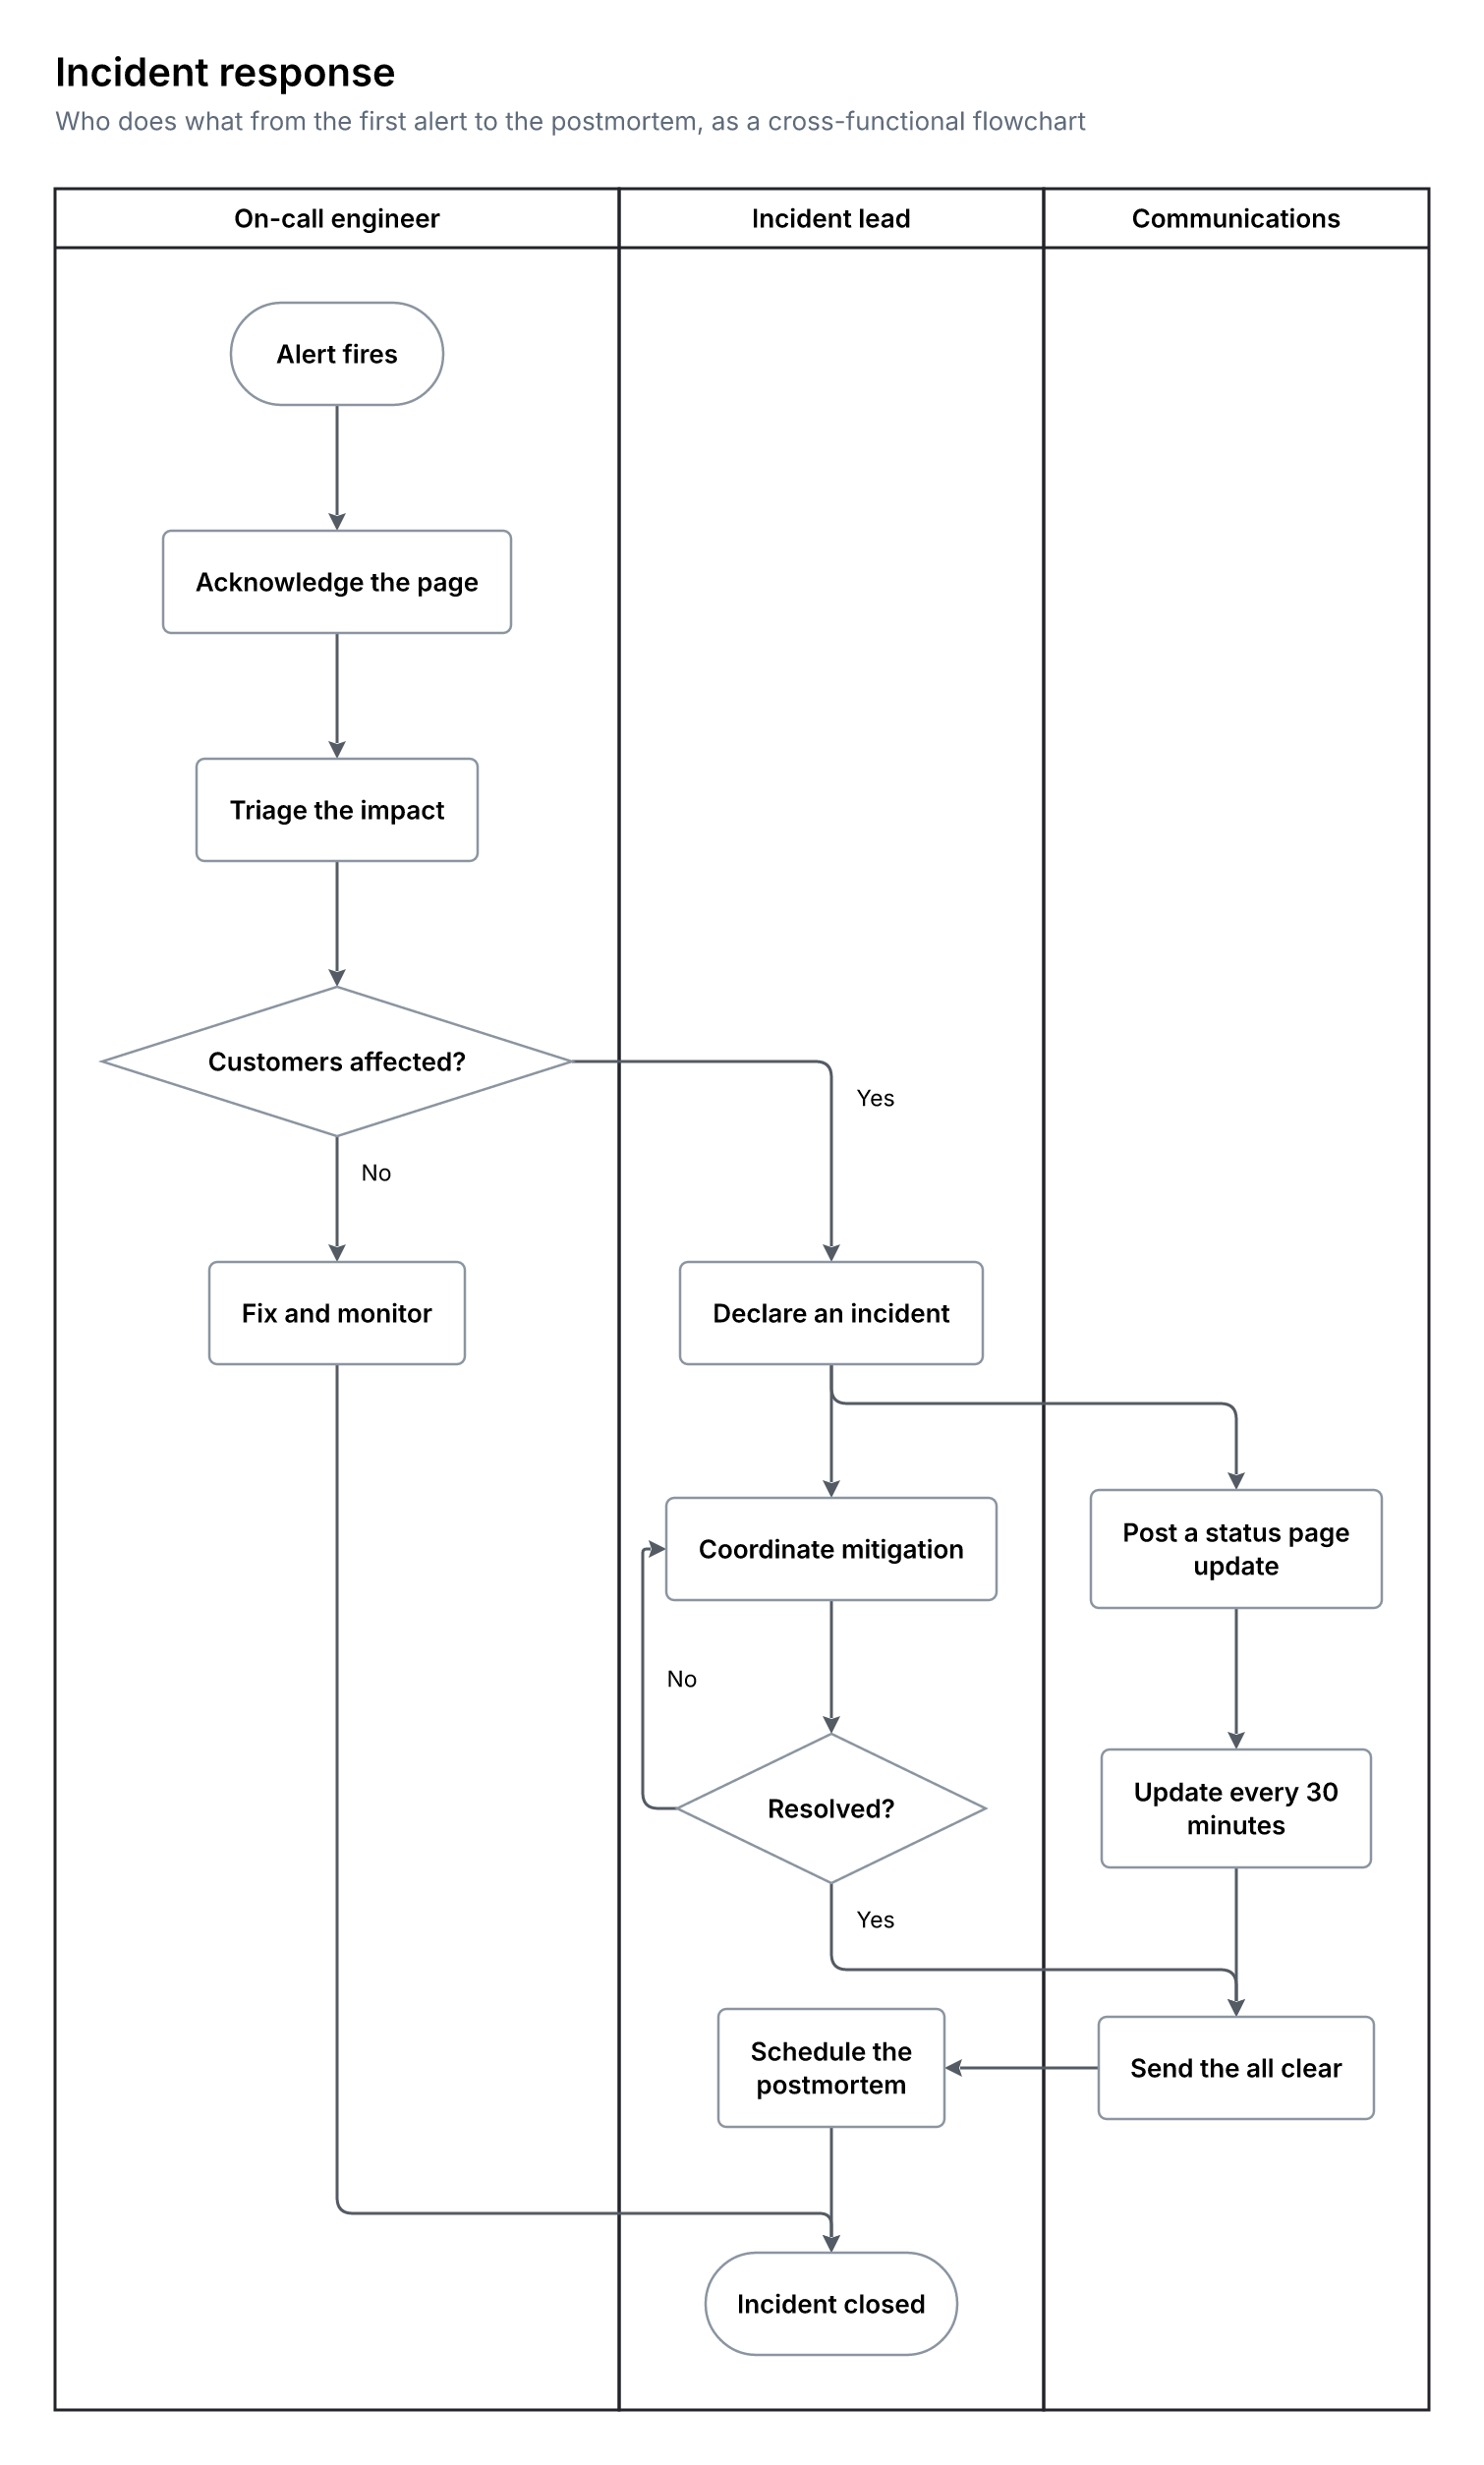 Incident response
Who does what from the first alert to the postmortem, as a cross-functional flowchart
On-call engineer
Incident lead
Communications
Alert fires
Acknowledge the page
Triage the impact
Customers affected?
Yes
No
Fix and monitor
Declare an incident
Coordinate mitigation
Post a status page
update
No
Resolved?
Update every 30
minutes
Yes
Schedule the
postmortem
Send the all clear
Incident closed